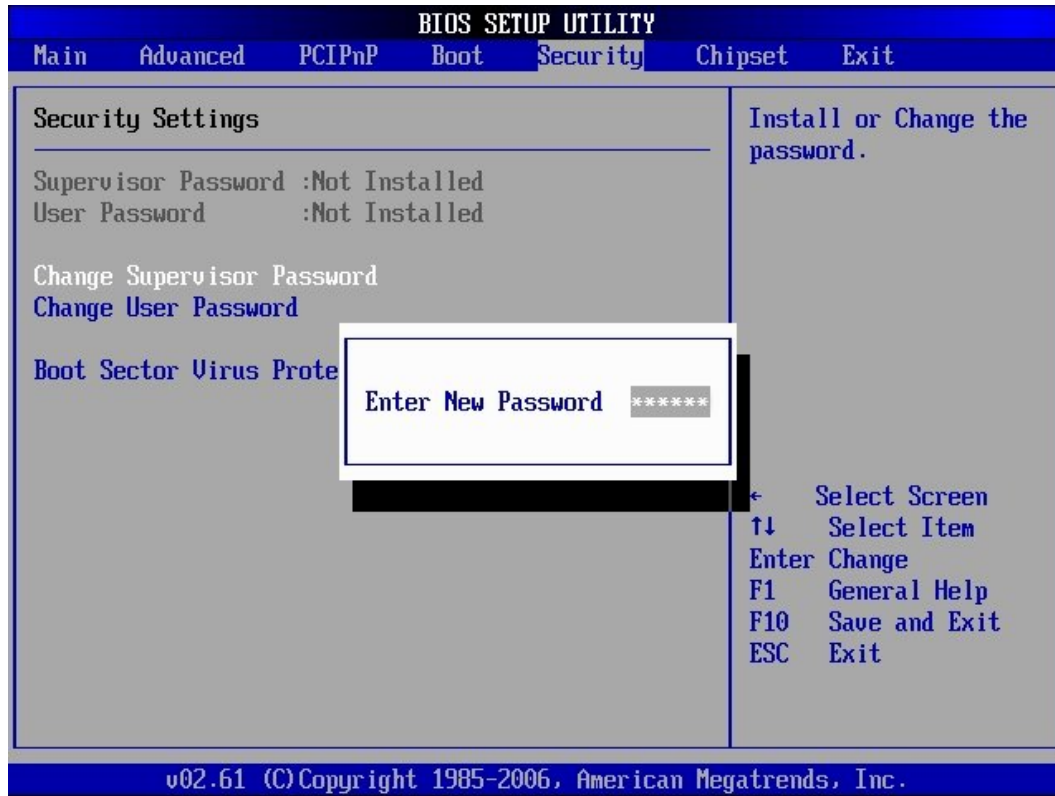 BIOS SETUP UTILITY
Main Advanced PCIPnP Boot Security Chipset Exit
Security Settings
Supervisor Password :Not Installed
User Password :Not Installed
Change Supervisor Password
Change User Password
Boot Sector Virus Prote
Enter New Password ******
Install or Change the
password.
← Select Screen
↑↓ Select Item
Enter Change
F1 General Help
F10 Save and Exit
ESC Exit
v02.61 (C)Copyright 1985-2006, American Megatrends, Inc.